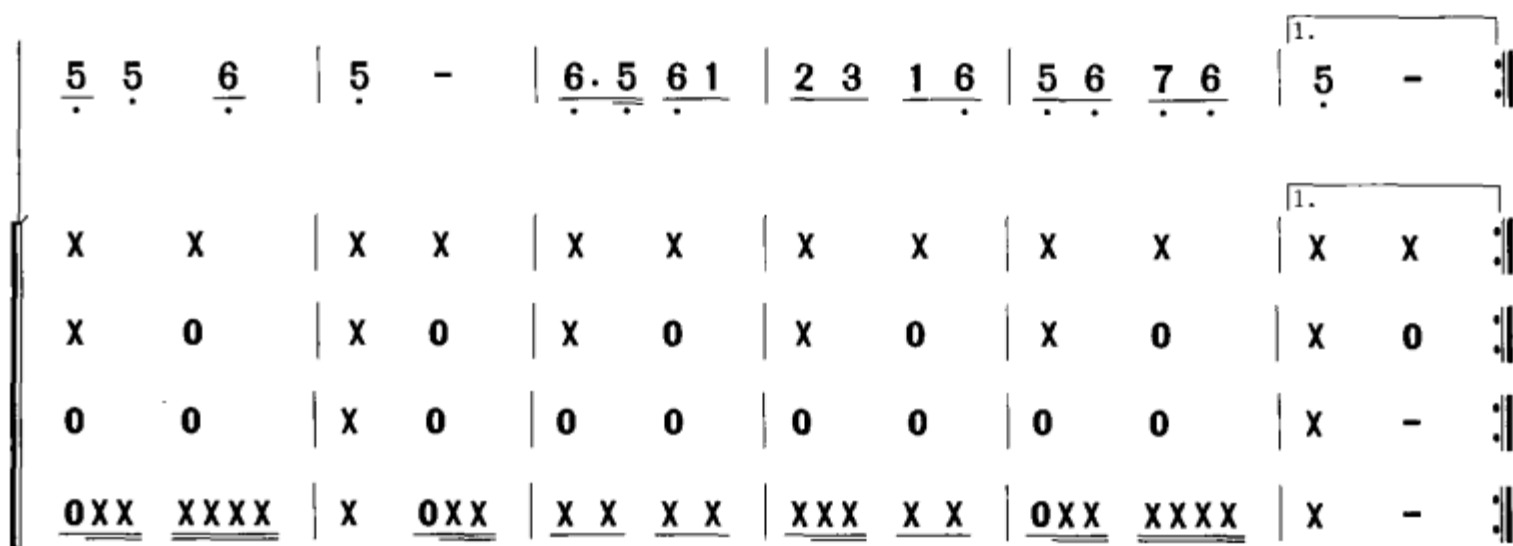 1.
5 5 6 | 5 - | 6. 5 6 1 | 2 3 1 6 | 5 6 7 6 | 5 - :‖
1.
X X | X X | X X | X X | X X | X X :‖
X 0 | X 0 | X 0 | X 0 | X 0 | X 0 :‖
0 0 | X 0 | 0 0 | 0 0 | 0 0 | X - :‖
0XX XXXX | X 0XX | X X X X | XXX X X | 0XX XXXX | X - :‖